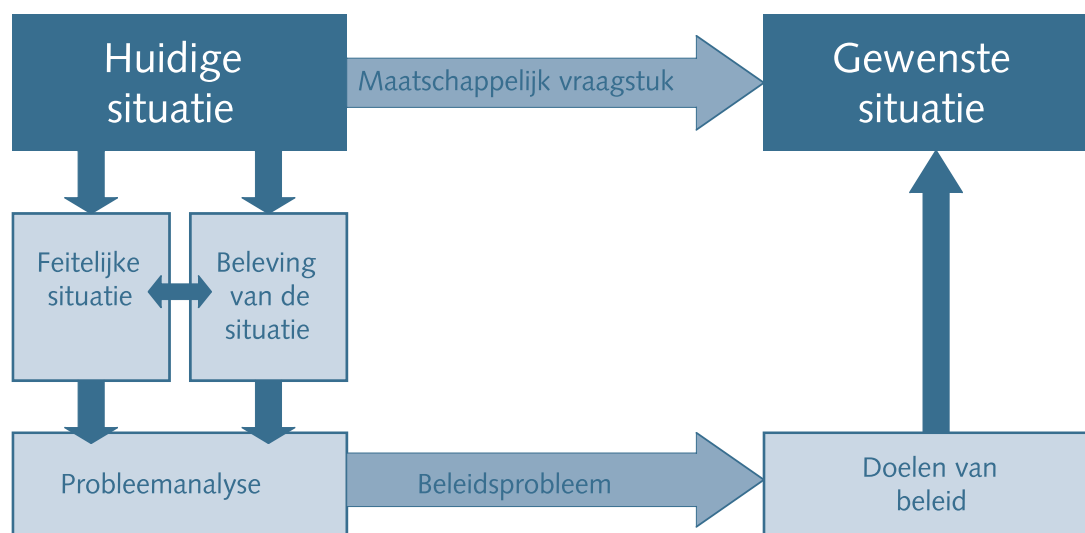 Huidige
situatie
Maatschappelijk vraagstuk
Gewenste
situatie
Feitelijke
situatie
Beleving
van de
situatie
Probleemanalyse
Beleidsprobleem
Doelen van
beleid